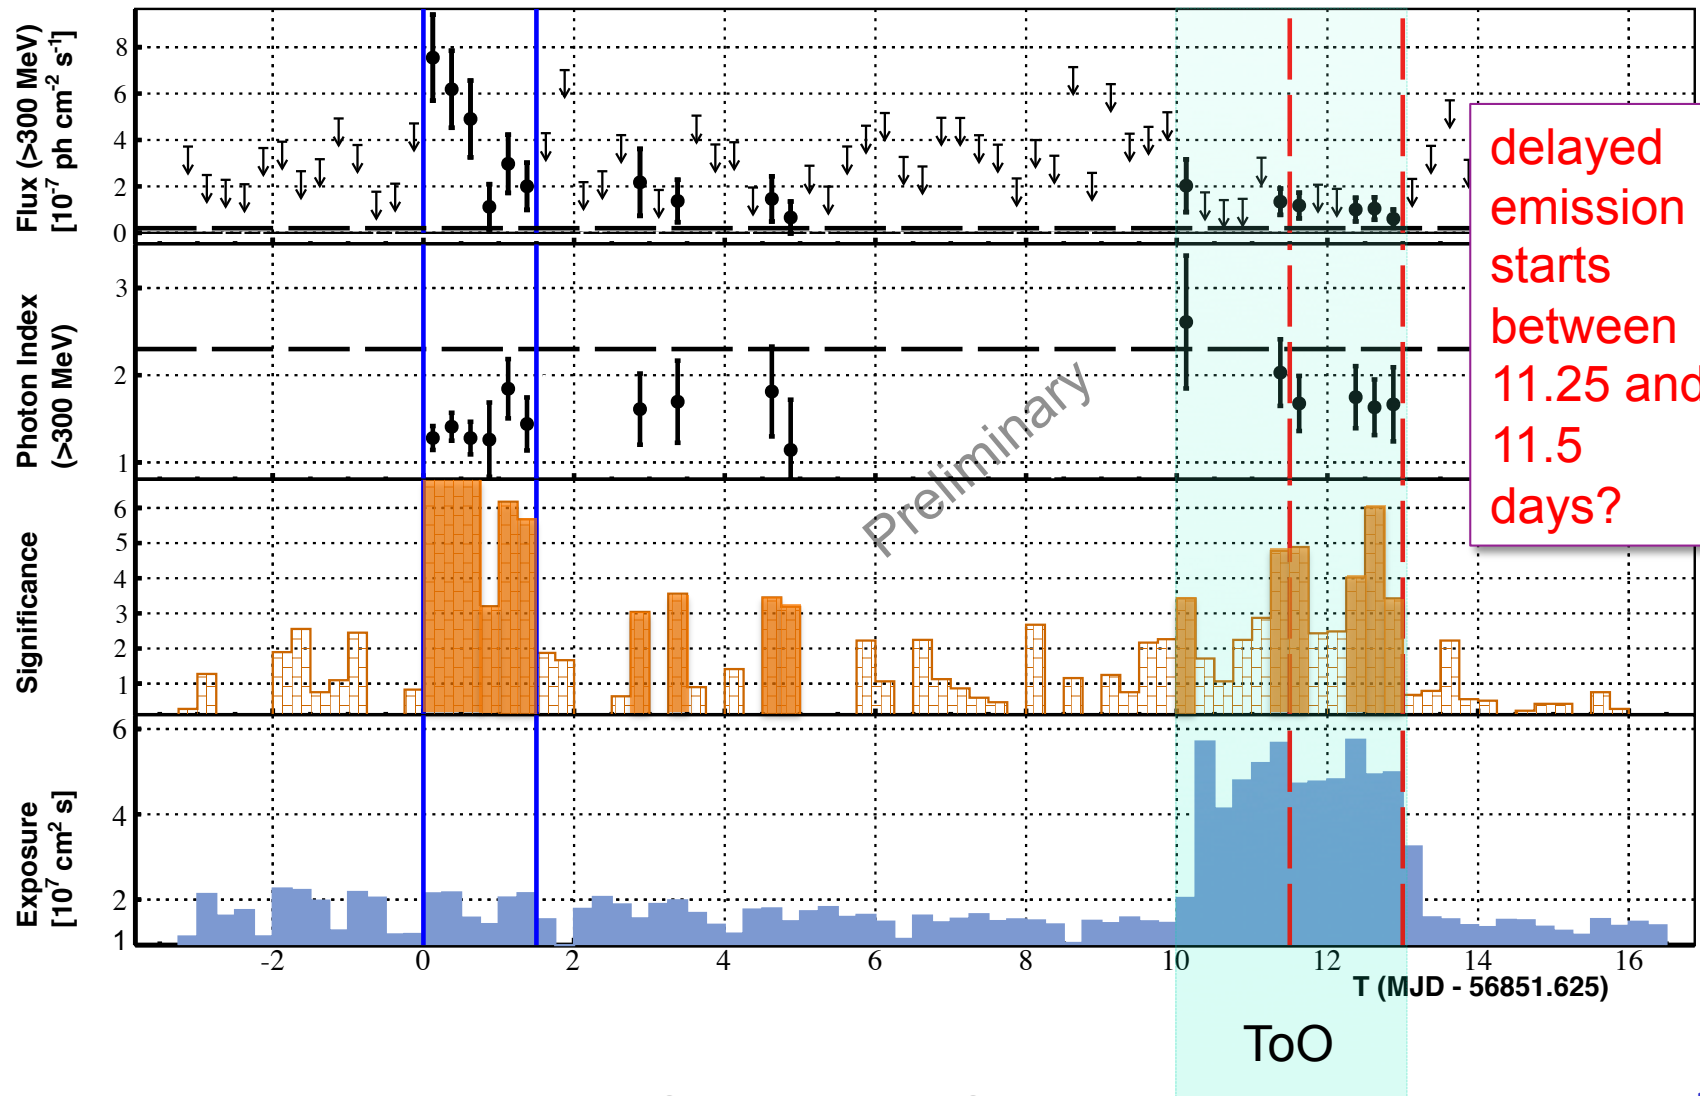 Flux (>300 MeV)
[10⁻⁷ ph cm⁻² s⁻¹]
8
6
4
2
0
Photon Index
(>300 MeV)
3
2
1
Significance
6
5
4
3
2
1
Exposure
[10⁷ cm² s]
6
4
2
1
Preliminary
delayed
emission
starts
between
11.25 and
11.5
days?
-2 0 2 4 6 8 10 12 14 16
T (MJD - 56851.625)
ToO